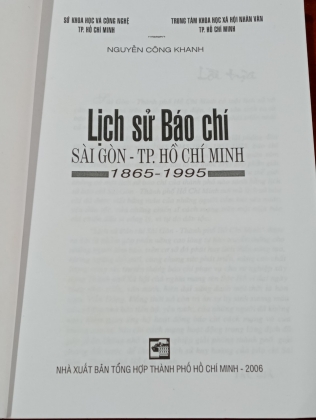 SỞ KHOA HỌC VÀ CÔNG NGHỆ
TP. HỒ CHÍ MINH
TRUNG TÂM KHOA HỌC XÃ HỘI NHÂN VĂN
TP. HỒ CHÍ MINH
NGUYỄN CÔNG KHANH
Lịch sử Báo chí
SÀI GÒN - TP. HỒ CHÍ MINH
1865-1995
NHÀ XUẤT BẢN TỔNG HỢP THÀNH PHỐ HỒ CHÍ MINH - 2006